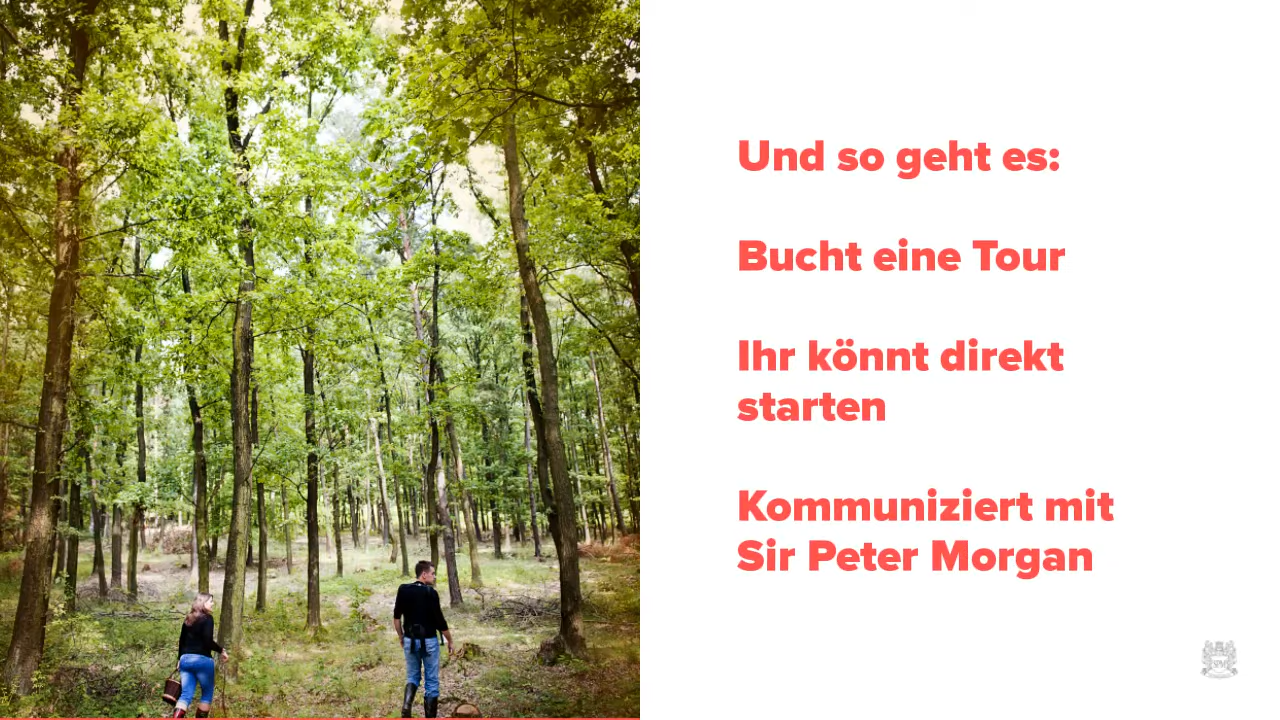 Und so geht es:
Bucht eine Tour
Ihr könnt direkt
starten
Kommuniziert mit
Sir Peter Morgan